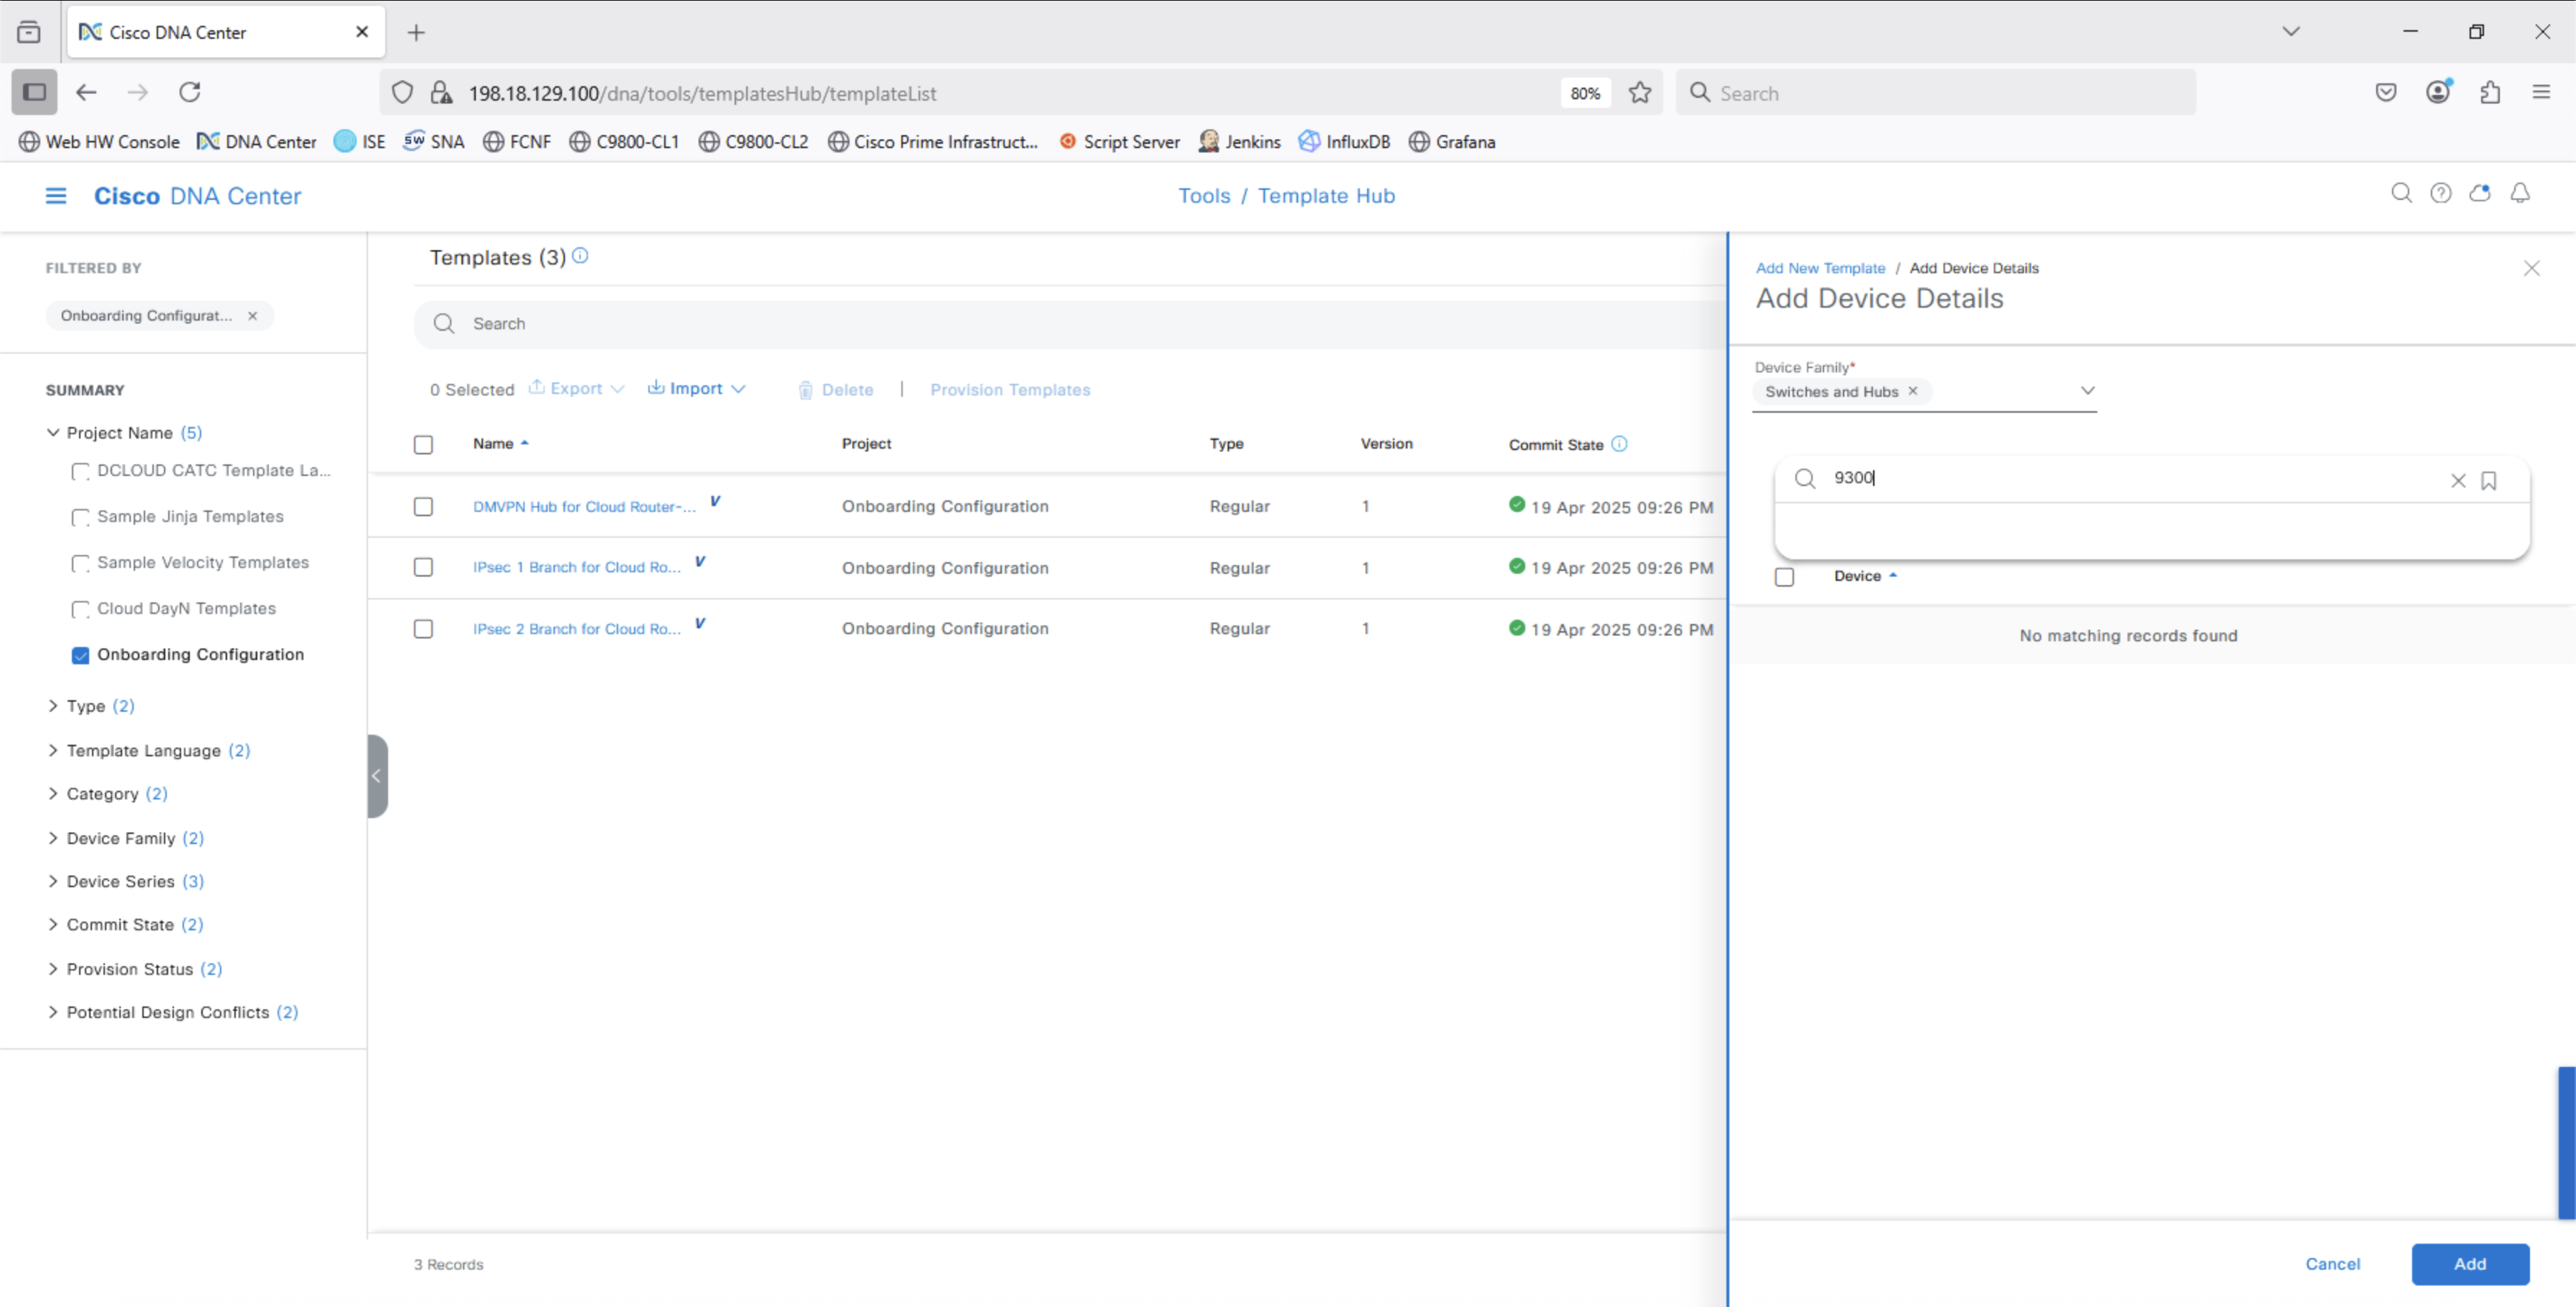 Cisco DNA Center
198.18.129.100/dna/tools/templatesHub/templateList
80%
Search
Web HW Console
DNA Center
ISE
SNA
FCNF
C9800-CL1
C9800-CL2
Cisco Prime Infrastruct...
Script Server
Jenkins
InfluxDB
Grafana
Cisco DNA Center
Tools / Template Hub
FILTERED BY
Onboarding Configurat...
SUMMARY
Project Name (5)
DCLOUD CATC Template La...
Sample Jinja Templates
Sample Velocity Templates
Cloud DayN Templates
Onboarding Configuration
Type (2)
Template Language (2)
Category (2)
Device Family (2)
Device Series (3)
Commit State (2)
Provision Status (2)
Potential Design Conflicts (2)
Templates (3)
Search
0 Selected Export Import Delete | Provision Templates
Name Project Type Version Commit State
DMVPN Hub for Cloud Router-... V Onboarding Configuration Regular 1 19 Apr 2025 09:26 PM
IPsec 1 Branch for Cloud Ro... V Onboarding Configuration Regular 1 19 Apr 2025 09:26 PM
IPsec 2 Branch for Cloud Ro... V Onboarding Configuration Regular 1 19 Apr 2025 09:26 PM
3 Records
Add New Template / Add Device Details
Add Device Details
Device Family*
Switches and Hubs
9300
Device
No matching records found
Cancel
Add